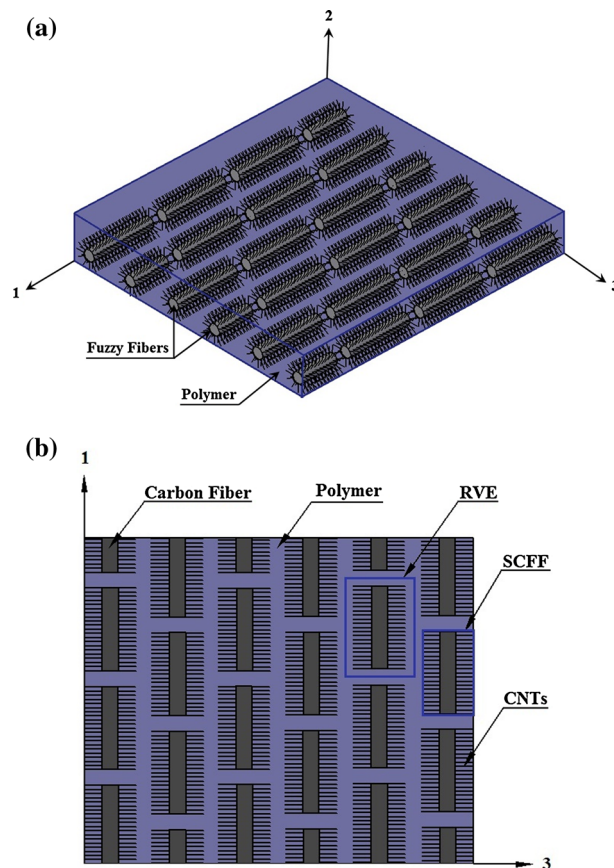 (a)
2
1
3
Fuzzy Fibers
Polymer
(b)
1
Carbon Fiber
Polymer
RVE
SCFF
CNTs
3